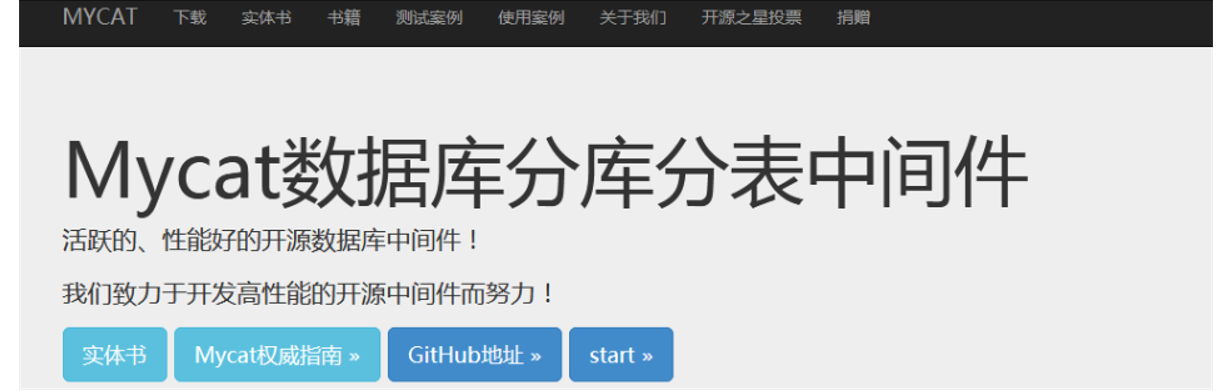 MYCAT 下载 实体书 书籍 测试案例 使用案例 关于我们 开源之星投票 捐赠
Mycat数据库分库分表中间件
活跃的、性能好的开源数据库中间件！
我们致力于开发高性能的开源中间件而努力！
实体书 Mycat权威指南 » GitHub地址 » start »